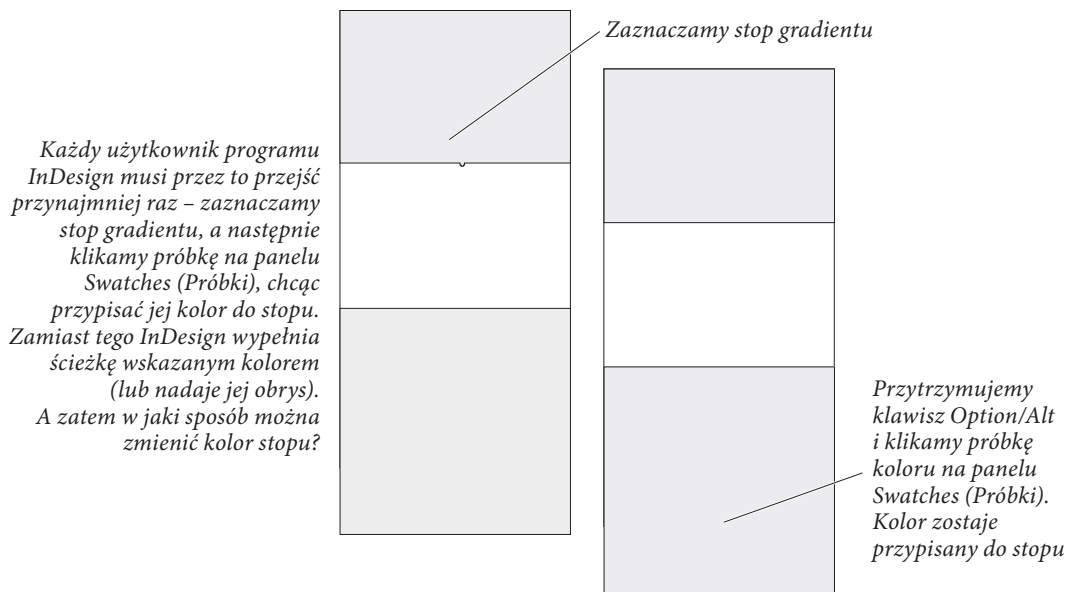 Zaznaczamy stop gradientu
Każdy użytkownik programu
InDesign musi przez to przejść
przynajmniej raz – zaznaczamy
stop gradientu, a następnie
klikamy próbkę na panelu
Swatches (Próbki), chcąc
przypisać jej kolor do stopu.
Zamiast tego InDesign wypełnia
ścieżkę wskazanym kolorem
(lub nadaje jej obrys).
A zatem w jaki sposób można
zmienić kolor stopu?
Przytrzymujemy
klawisz Option/Alt
i klikamy próbkę
koloru na panelu
Swatches (Próbki).
Kolor zostaje
przypisany do stopu